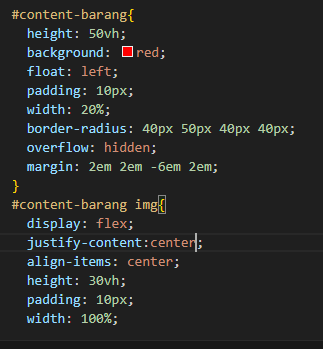 #content-barang{
height: 50vh;
background: red;
float: left;
padding: 10px;
width: 20%;
border-radius: 40px 50px 40px 40px;
overflow: hidden;
margin: 2em 2em -6em 2em;
}
#content-barang img{
display: flex;
justify-content:center;
align-items: center;
height: 30vh;
padding: 10px;
width: 100%;